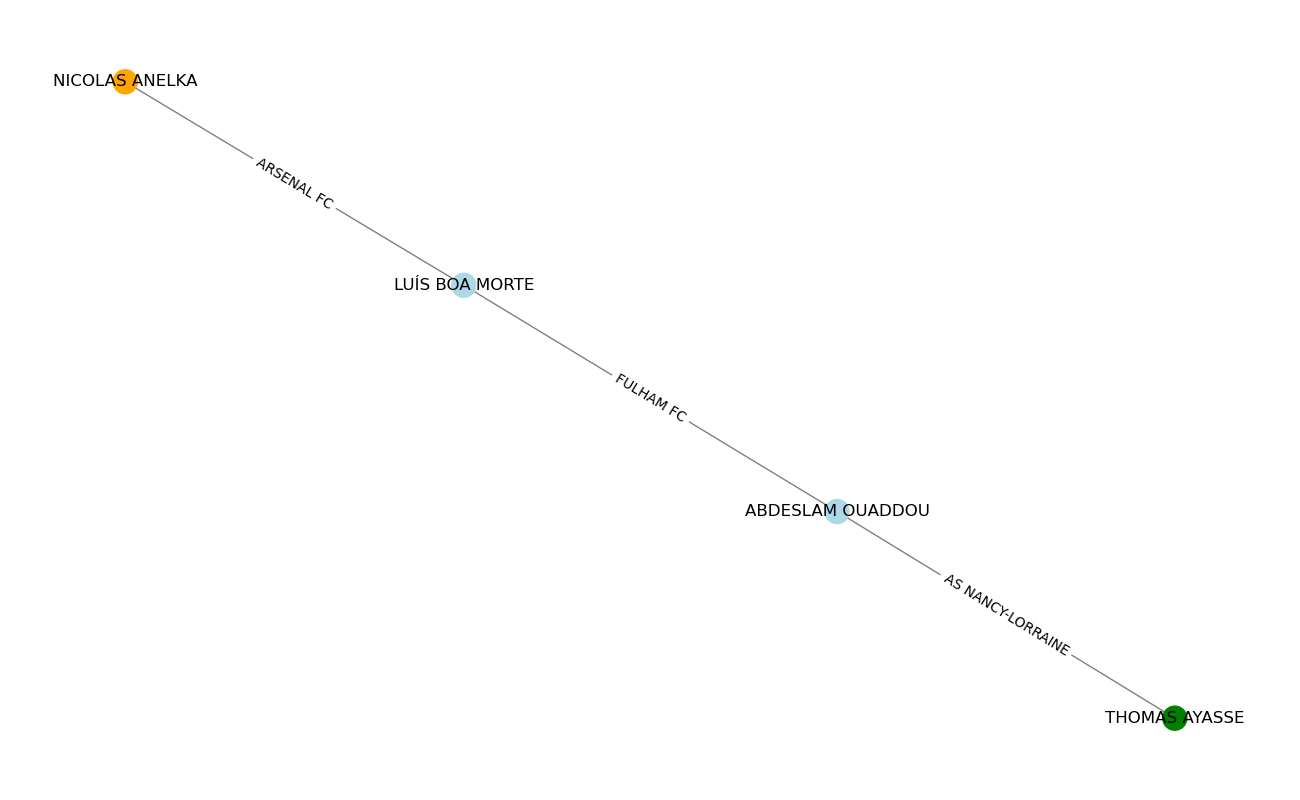 NICOLAS ANELKA
ARSENAL FC
LUÍS BOA MORTE
FULHAM FC
ABDESLAM OUADDOU
AS NANCY-LORRAINE
THOMAS AYASSE